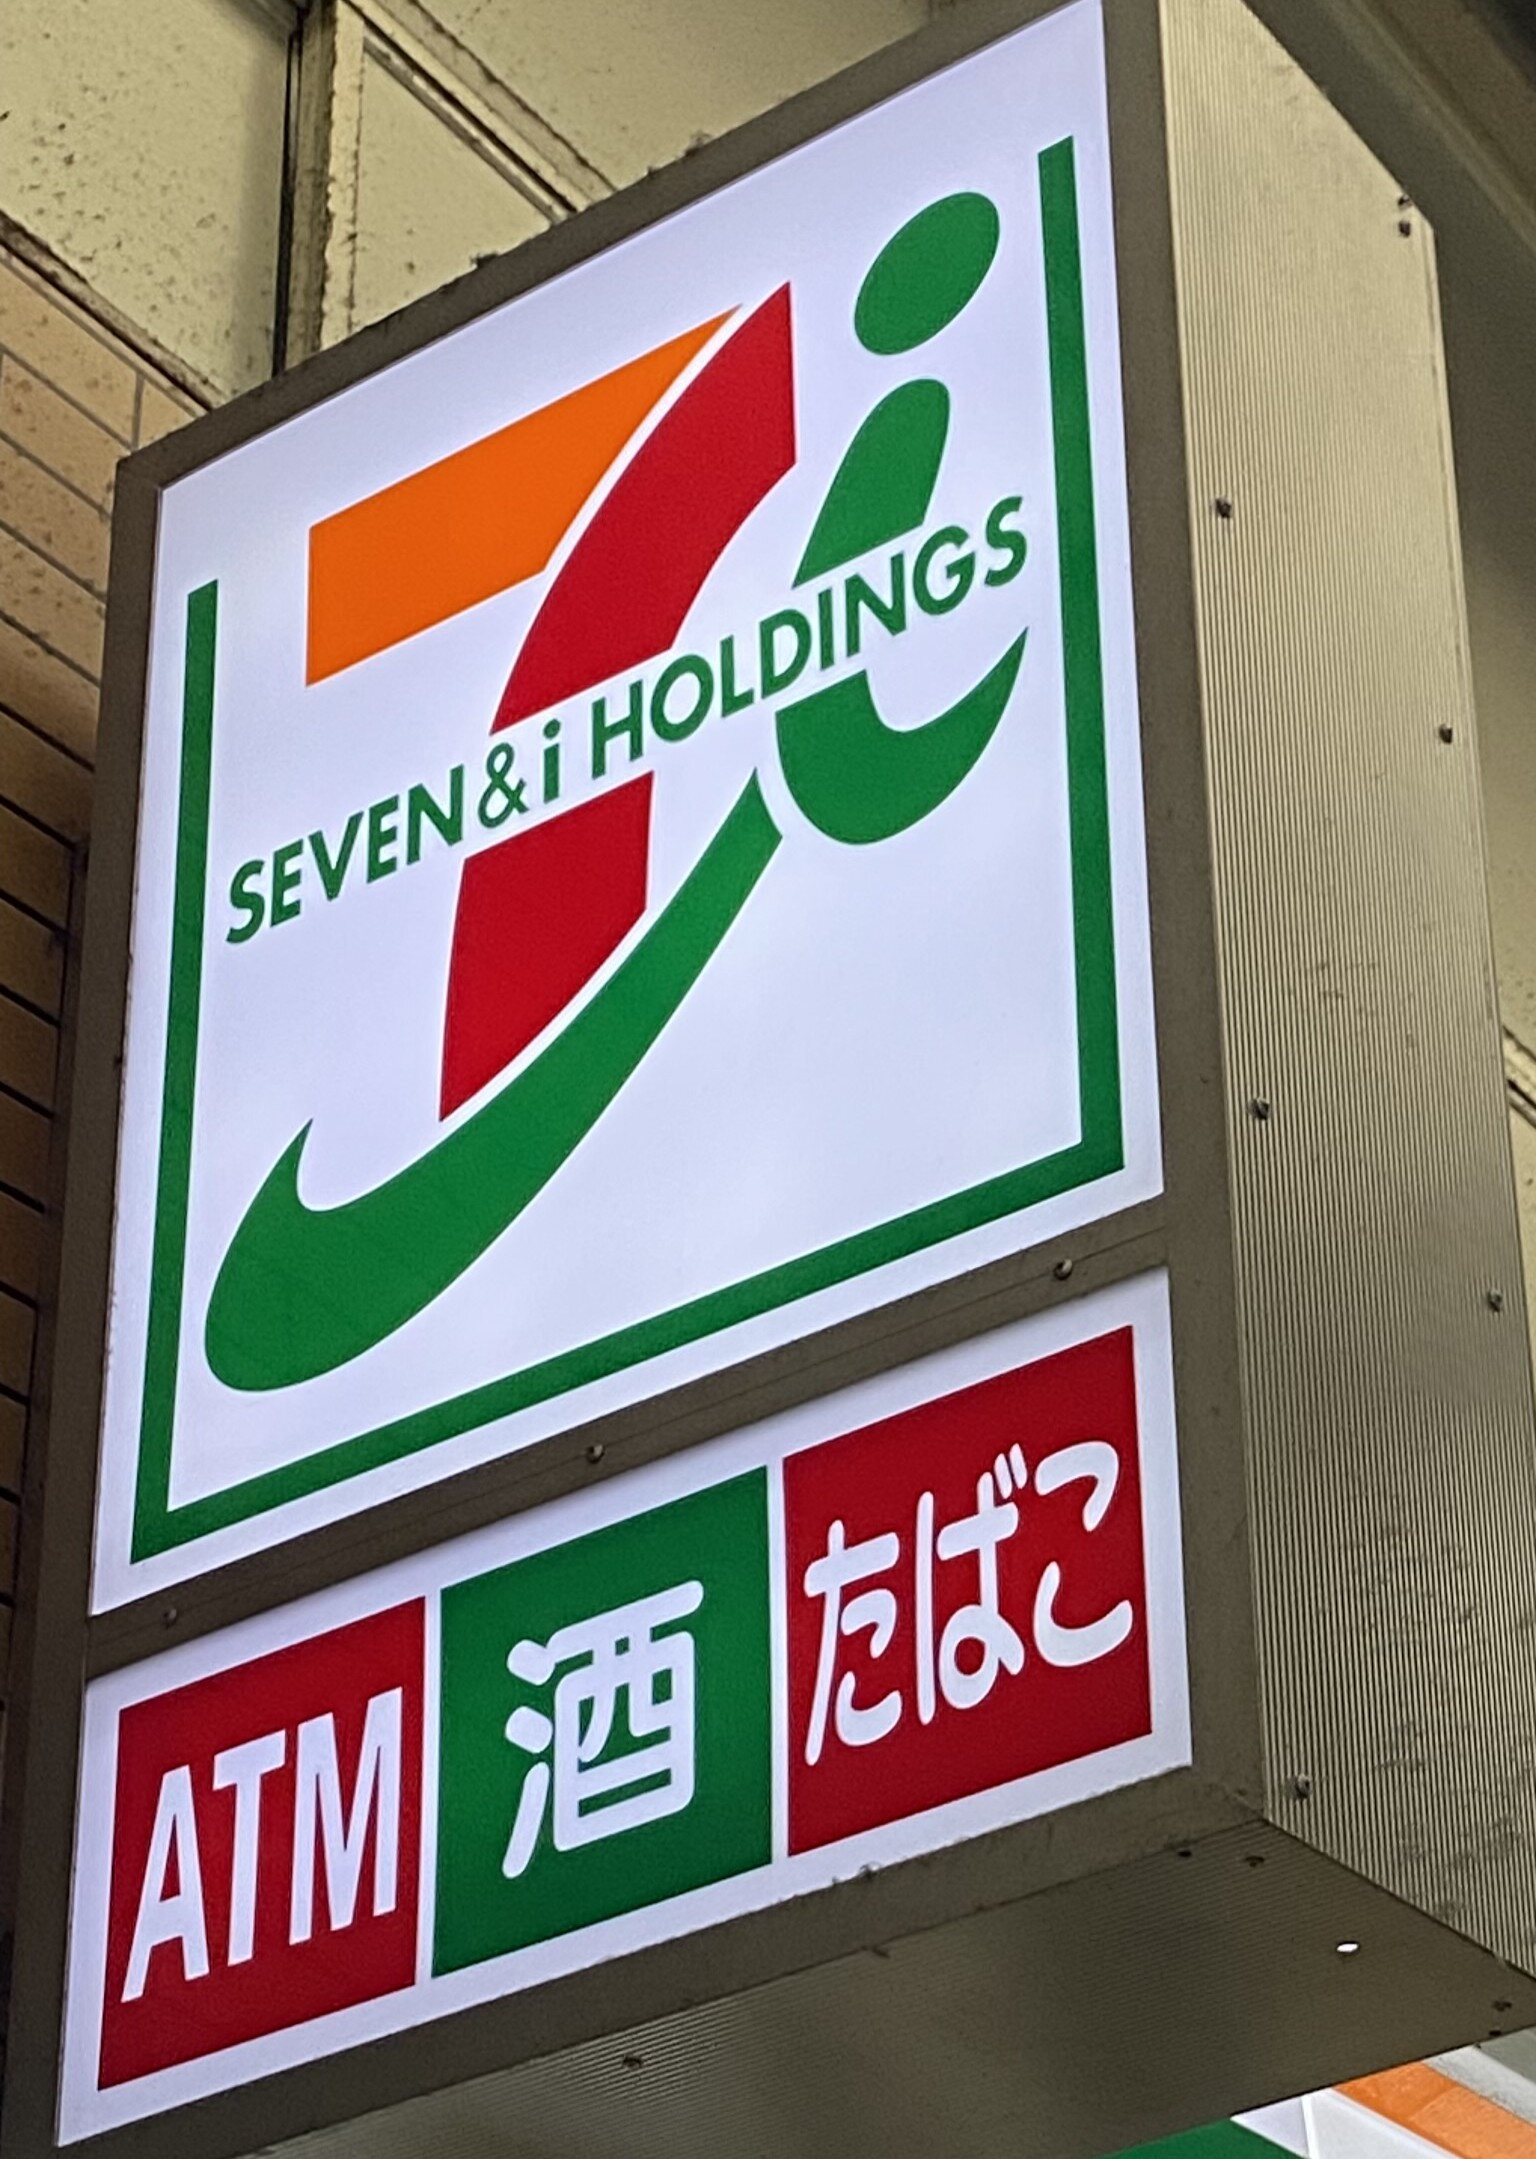 SEVEN & i HOLDINGS
ATM 酒 たばこ